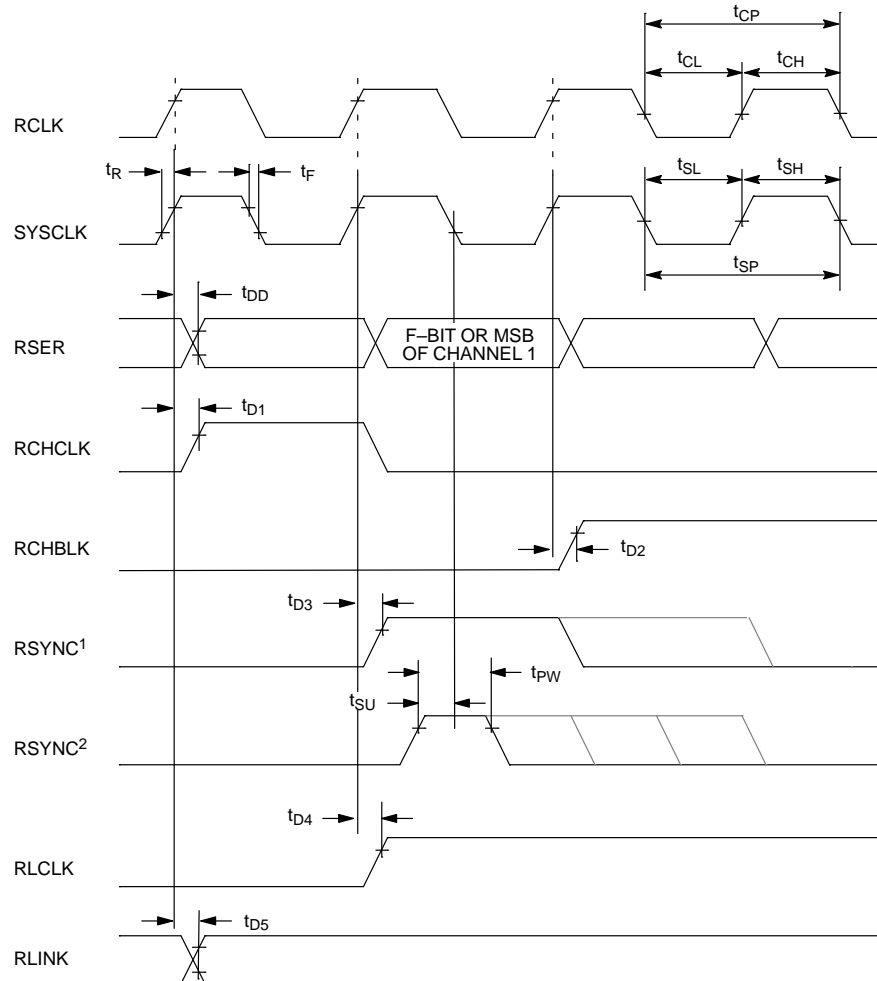 tCP
tCL tCH
RCLK
tR tF tSL tSH
SYSCLK
tSP
tDD
RSER F–BIT OR MSB
OF CHANNEL 1
tD1
RCHCLK
RCHBLK tD2
tD3
RSYNC1
tPW
tSU
RSYNC2
tD4
RLCLK
tD5
RLINK